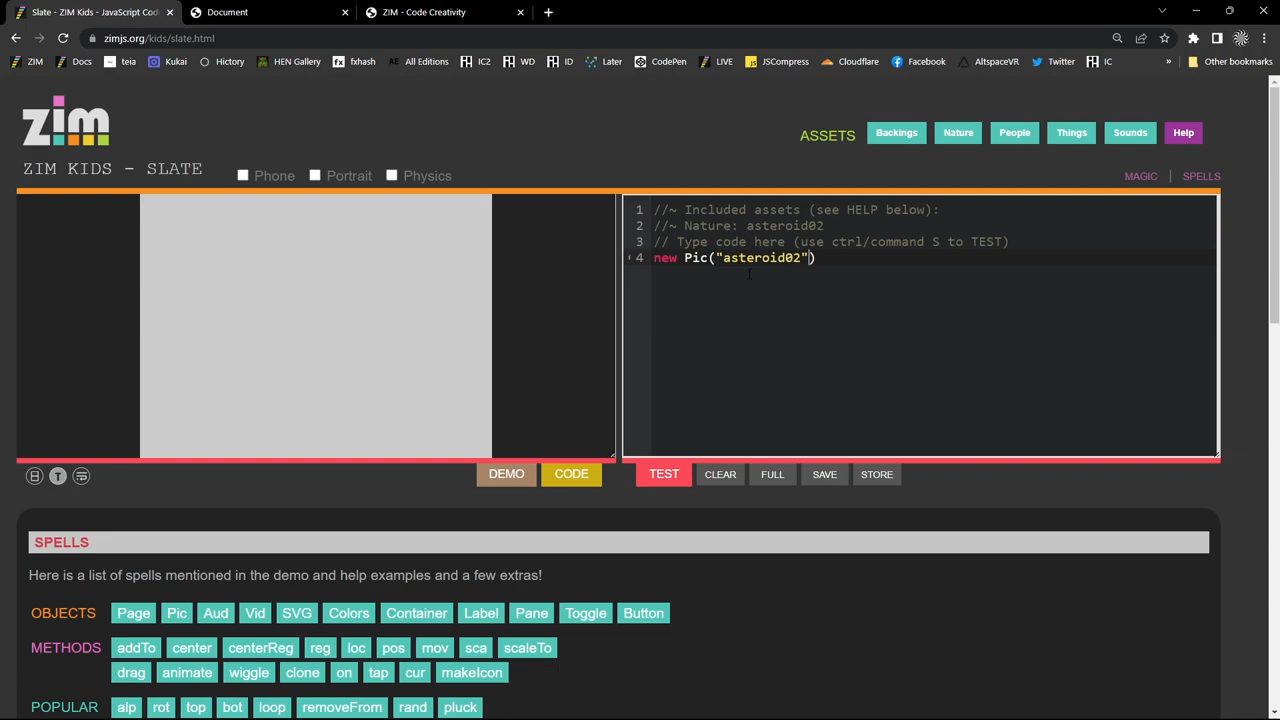 Slate - ZIM Kids - JavaScript Cod
Document
ZIM - Code Creativity
zimjs.org/kids/slate.html
ZIM
Docs
teia
Kukai
Hictory
HEN Gallery
fxhash
All Editions
IC2
WD
ID
Later
CodePen
LIVE
JSCompress
Cloudflare
Facebook
AltspaceVR
Twitter
IC
»
Other bookmarks
zim
ASSETS
Backings
Nature
People
Things
Sounds
Help
ZIM KIDS - SLATE
Phone
Portrait
Physics
MAGIC | SPELLS
1 //~ Included assets (see HELP below):
2 //~ Nature: asteroid02
3 // Type code here (use ctrl/command S to TEST)
4 new Pic("asteroid02")
T
DEMO
CODE
TEST
CLEAR
FULL
SAVE
STORE
SPELLS
Here is a list of spells mentioned in the demo and help examples and a few extras!
OBJECTS Page Pic Aud Vid SVG Colors Container Label Pane Toggle Button
METHODS addTo center centerReg reg loc pos mov sca scaleTo
drag animate wiggle clone on tap cur makeIcon
POPULAR alp rot top bot loop removeFrom rand pluck